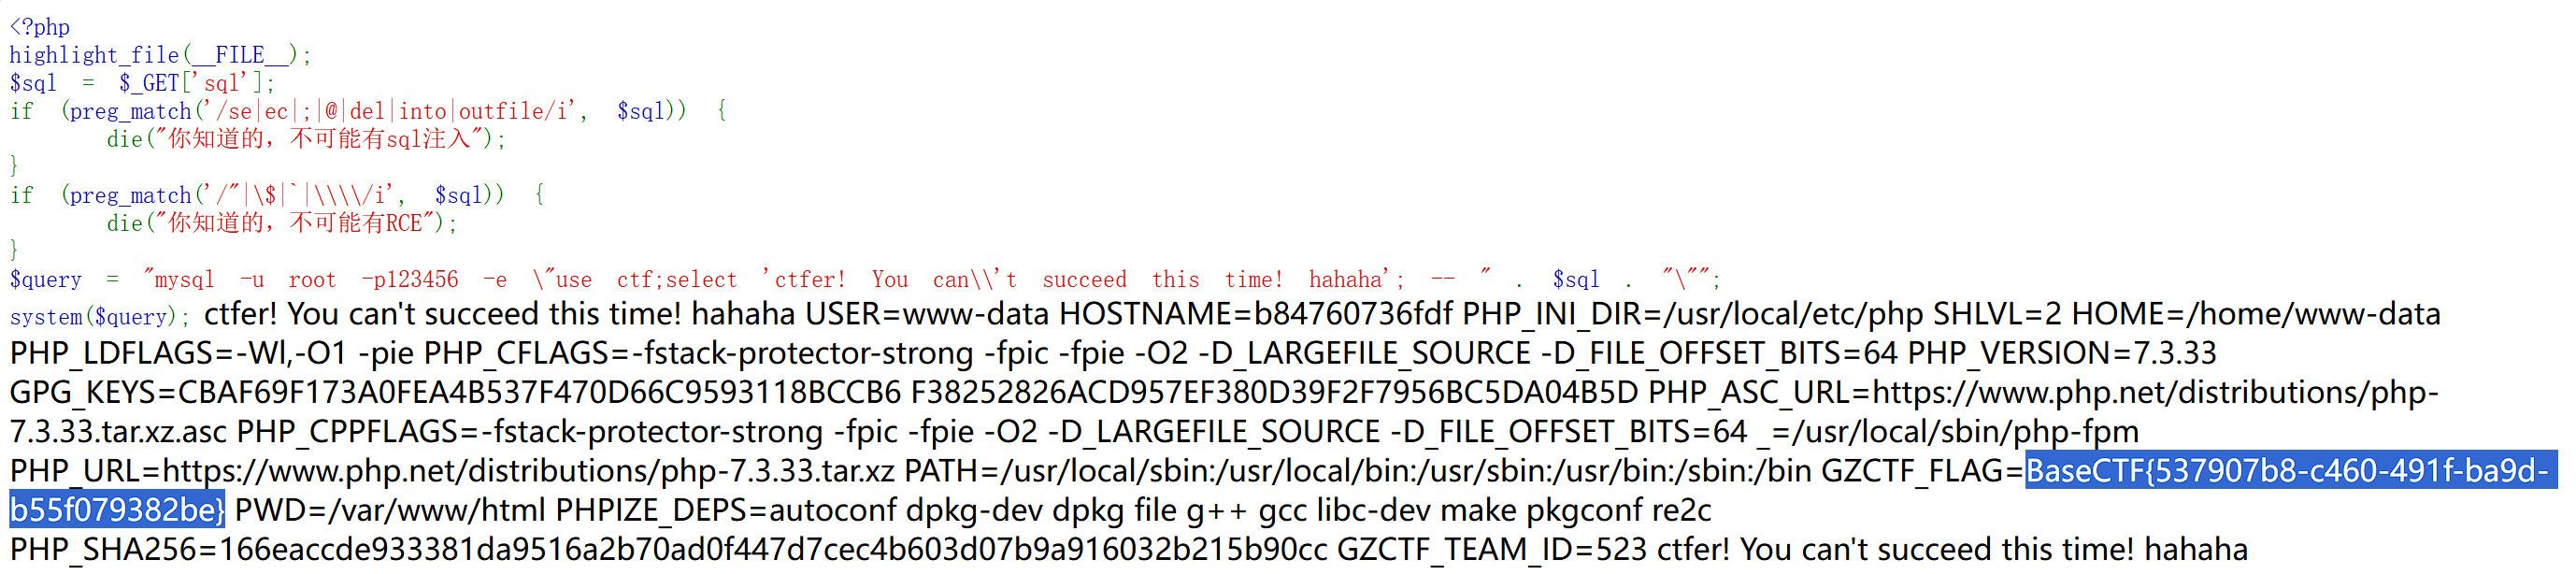 <?php
highlight_file(__FILE__);
$sql = $_GET['sql'];
if (preg_match('/se|ec|;|@|del|into|outfile/i', $sql)) {
die("你知道的，不可能有sql注入");
}
if (preg_match('/"|\$|`|\\\\/i', $sql)) {
die("你知道的，不可能有RCE");
}
$query = "mysql -u root -p123456 -e \"use ctf;select 'ctfer! You can\\'t succeed this time! hahaha'; -- " . $sql . "\"";
system($query); ctfer! You can't succeed this time! hahaha USER=www-data HOSTNAME=b84760736fdf PHP_INI_DIR=/usr/local/etc/php SHLVL=2 HOME=/home/www-data
PHP_LDFLAGS=-Wl,-O1 -pie PHP_CFLAGS=-fstack-protector-strong -fpic -fpie -O2 -D_LARGEFILE_SOURCE -D_FILE_OFFSET_BITS=64 PHP_VERSION=7.3.33
GPG_KEYS=CBAF69F173A0FEA4B537F470D66C9593118BCCB6 F38252826ACD957EF380D39F2F7956BC5DA04B5D PHP_ASC_URL=https://www.php.net/distributions/php-
7.3.33.tar.xz.asc PHP_CPPFLAGS=-fstack-protector-strong -fpic -fpie -O2 -D_LARGEFILE_SOURCE -D_FILE_OFFSET_BITS=64 _=/usr/local/sbin/php-fpm
PHP_URL=https://www.php.net/distributions/php-7.3.33.tar.xz PATH=/usr/local/sbin:/usr/local/bin:/usr/sbin:/usr/bin:/sbin:/bin GZCTF_FLAG=BaseCTF{537907b8-c460-491f-ba9d-
b55f079382be} PWD=/var/www/html PHPIZE_DEPS=autoconf dpkg-dev dpkg file g++ gcc libc-dev make pkgconf re2c
PHP_SHA256=166eaccde933381da9516a2b70ad0f447d7cec4b603d07b9a916032b215b90cc GZCTF_TEAM_ID=523 ctfer! You can't succeed this time! hahaha